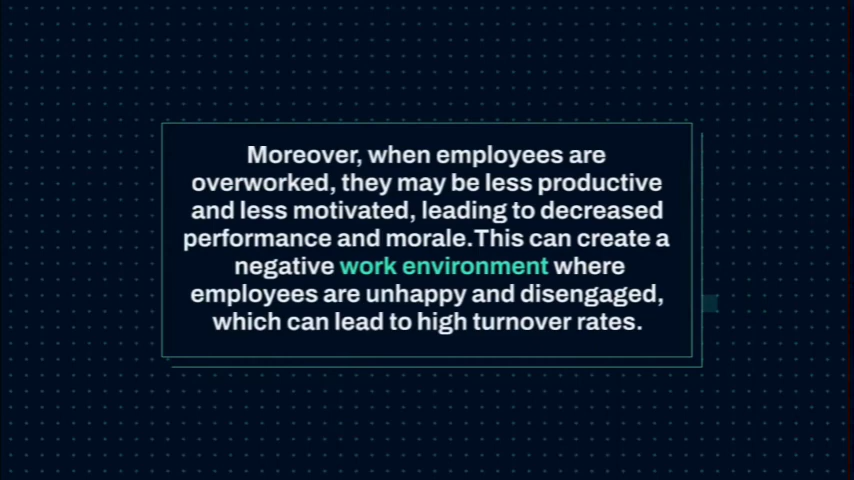 Moreover, when employees are
overworked, they may be less productive
and less motivated, leading to decreased
performance and morale.This can create a
negative work environment where
employees are unhappy and disengaged,
which can lead to high turnover rates.